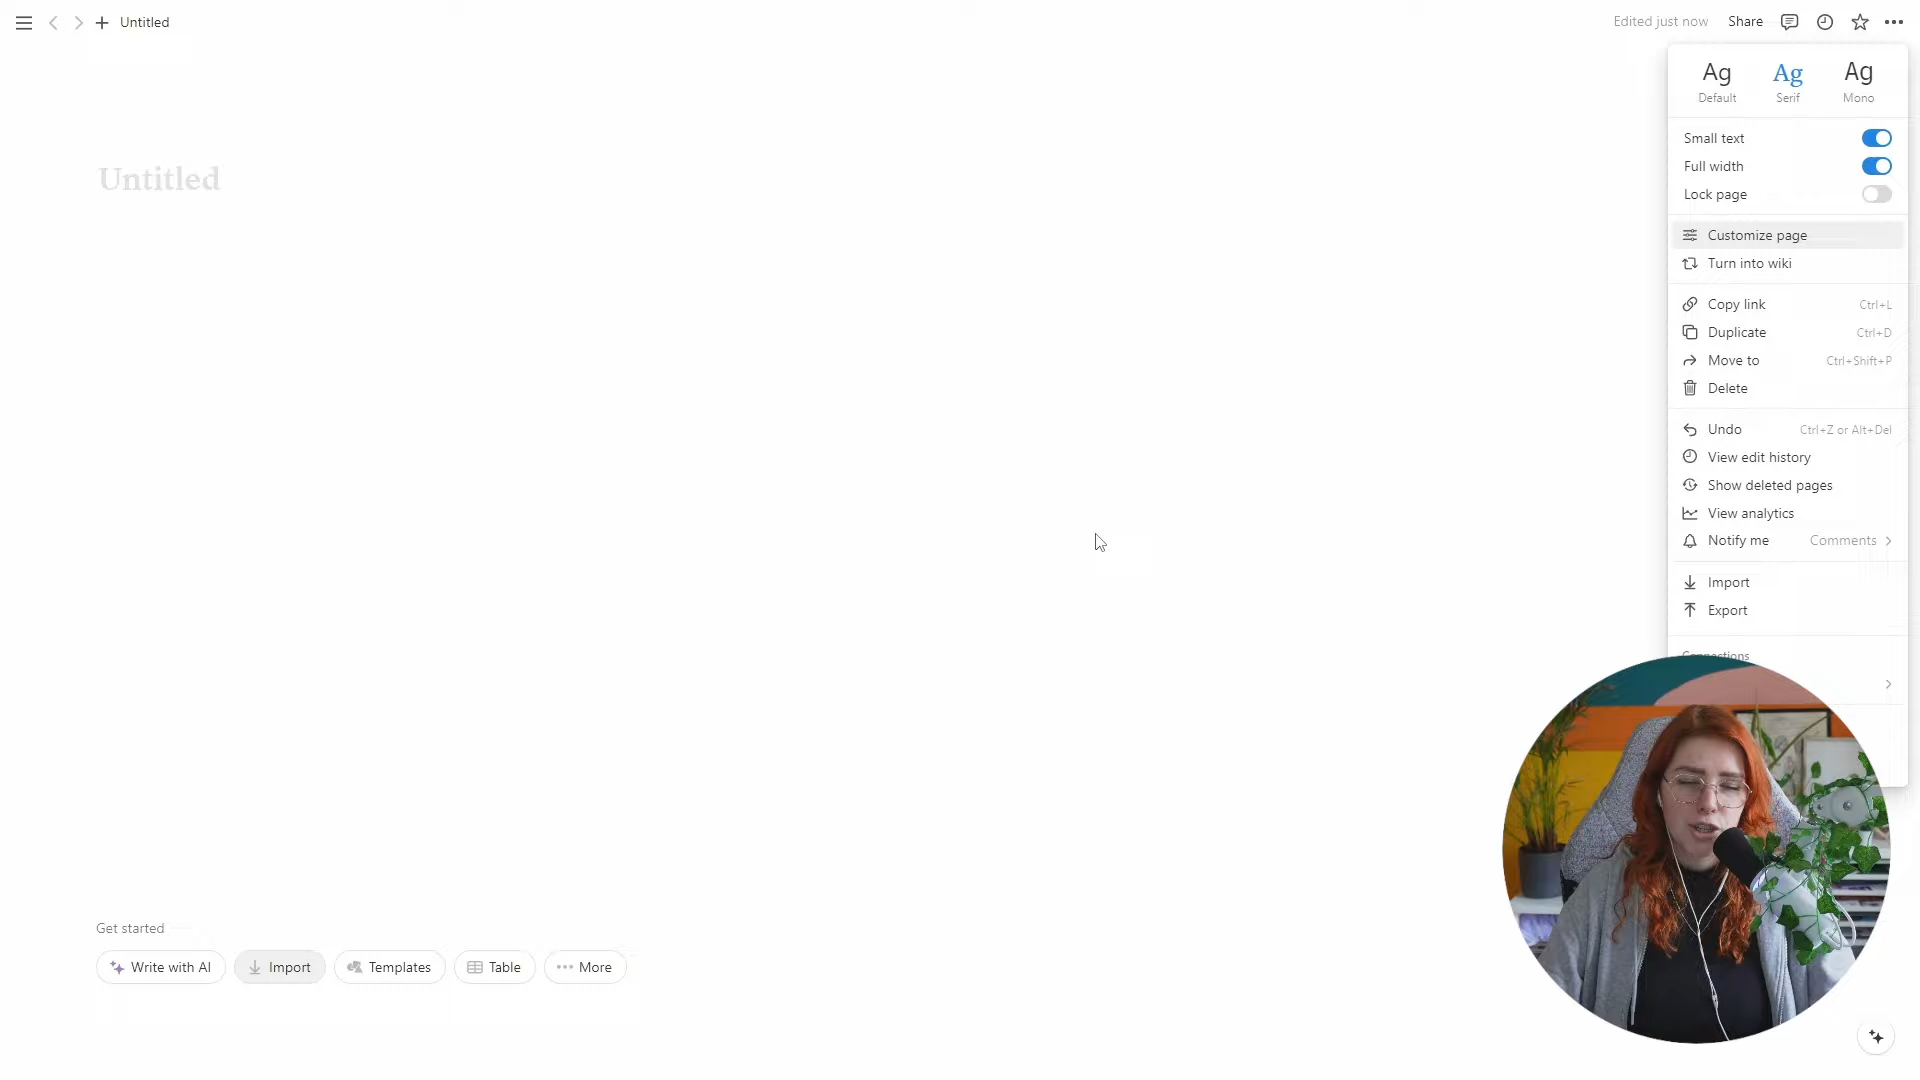 Untitled
Edited just now Share
Ag Ag Ag
Default Serif Mono
Small text
Full width
Lock page
Untitled
Customize page
Turn into wiki
Copy link Ctrl+L
Duplicate Ctrl+D
Move to Ctrl+Shift+P
Delete
Undo Ctrl+Z or Alt+Del
View edit history
Show deleted pages
View analytics
Notify me Comments
Import
Export
Connections
Get started
Write with AI Import Templates Table More